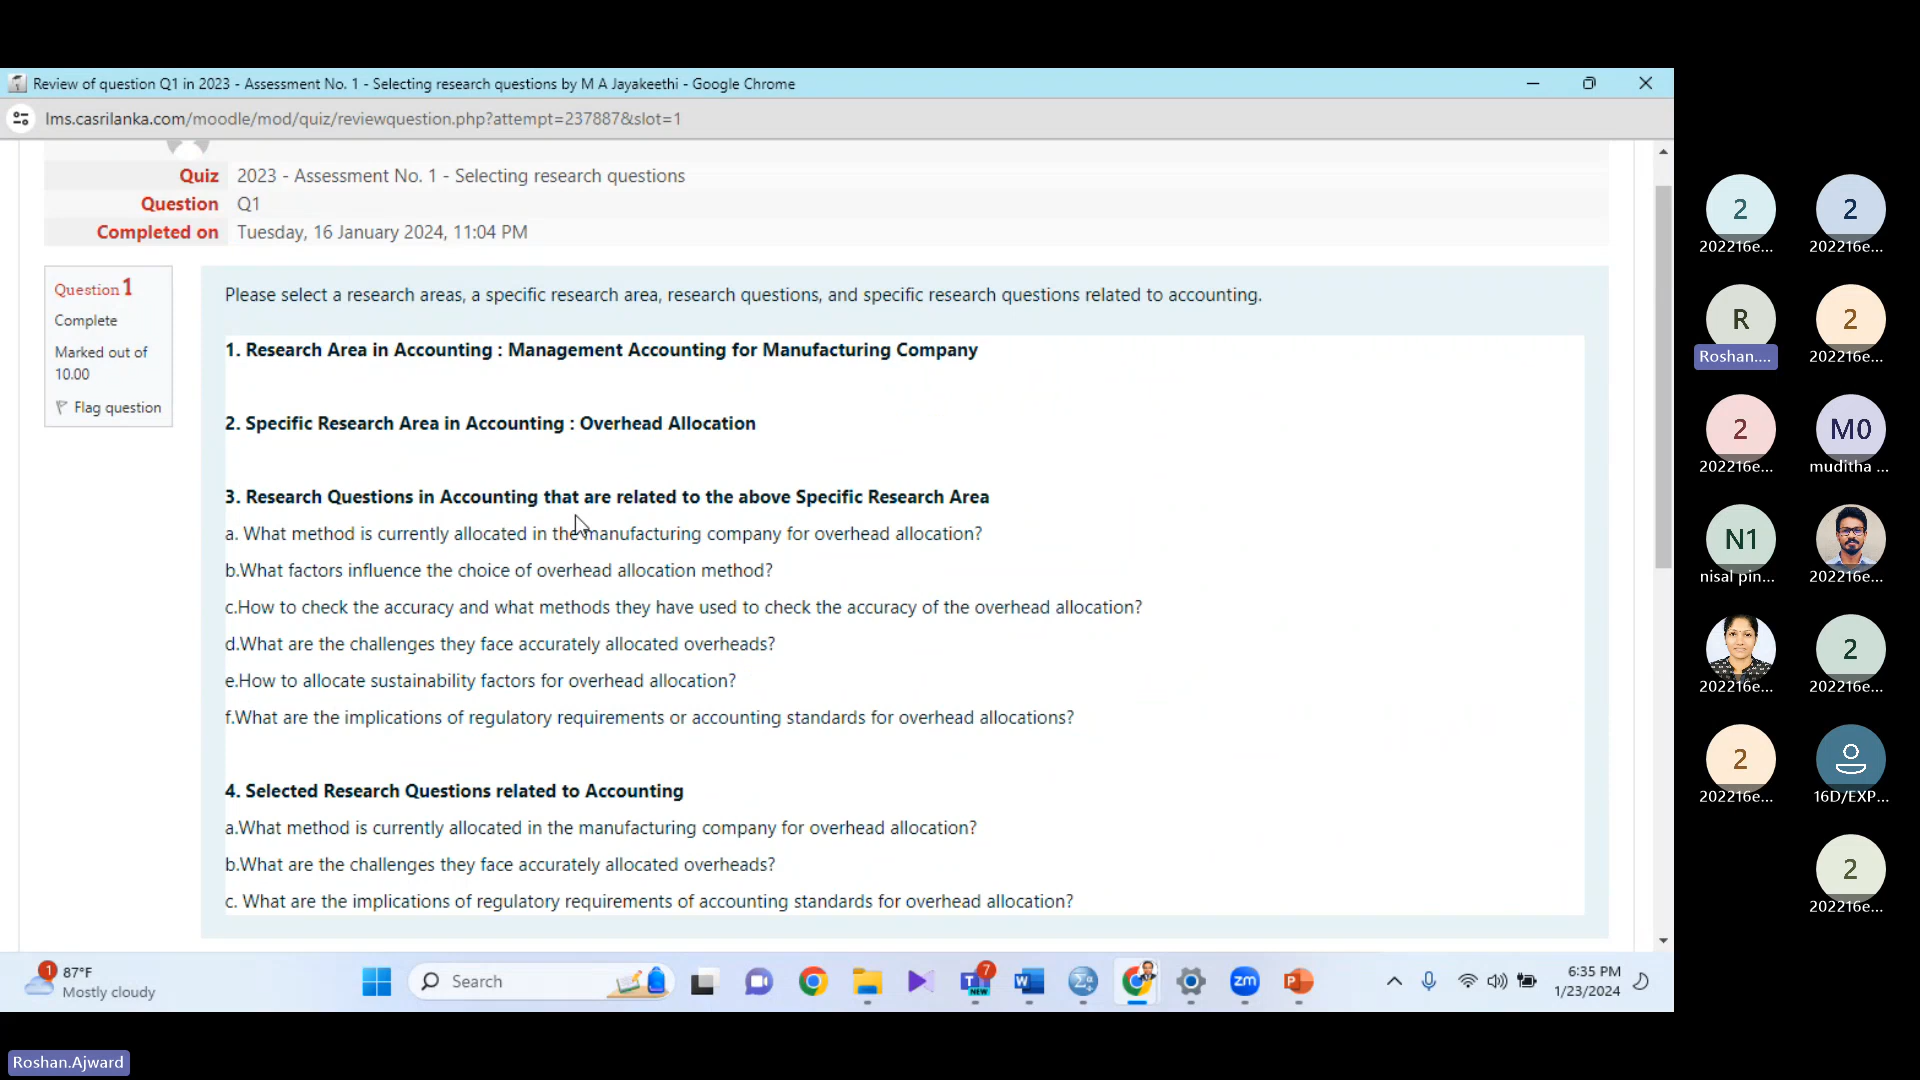 Review of question Q1 in 2023 - Assessment No. 1 - Selecting research questions by M A Jayakeethi - Google Chrome
lms.casrilanka.com/moodle/mod/quiz/reviewquestion.php?attempt=237887&slot=1
Quiz 2023 - Assessment No. 1 - Selecting research questions
Question Q1
Completed on Tuesday, 16 January 2024, 11:04 PM
Question 1
Complete
Marked out of
10.00
Flag question
Please select a research areas, a specific research area, research questions, and specific research questions related to accounting.
1. Research Area in Accounting : Management Accounting for Manufacturing Company
2. Specific Research Area in Accounting : Overhead Allocation
3. Research Questions in Accounting that are related to the above Specific Research Area
a. What method is currently allocated in the manufacturing company for overhead allocation?
b.What factors influence the choice of overhead allocation method?
c.How to check the accuracy and what methods they have used to check the accuracy of the overhead allocation?
d.What are the challenges they face accurately allocated overheads?
e.How to allocate sustainability factors for overhead allocation?
f.What are the implications of regulatory requirements or accounting standards for overhead allocations?
4. Selected Research Questions related to Accounting
a.What method is currently allocated in the manufacturing company for overhead allocation?
b.What are the challenges they face accurately allocated overheads?
c. What are the implications of regulatory requirements of accounting standards for overhead allocation?
2 2
202216e... 202216e...
R 2
Roshan.... 202216e...
2 M0
202216e... muditha ...
N1
nisal pin... 202216e...
2
202216e... 202216e...
2
202216e... 16D/EXP...
2
202216e...
1
87°F
Mostly cloudy
Search
7
NEW
zm
6:35 PM
1/23/2024
Roshan.Ajward